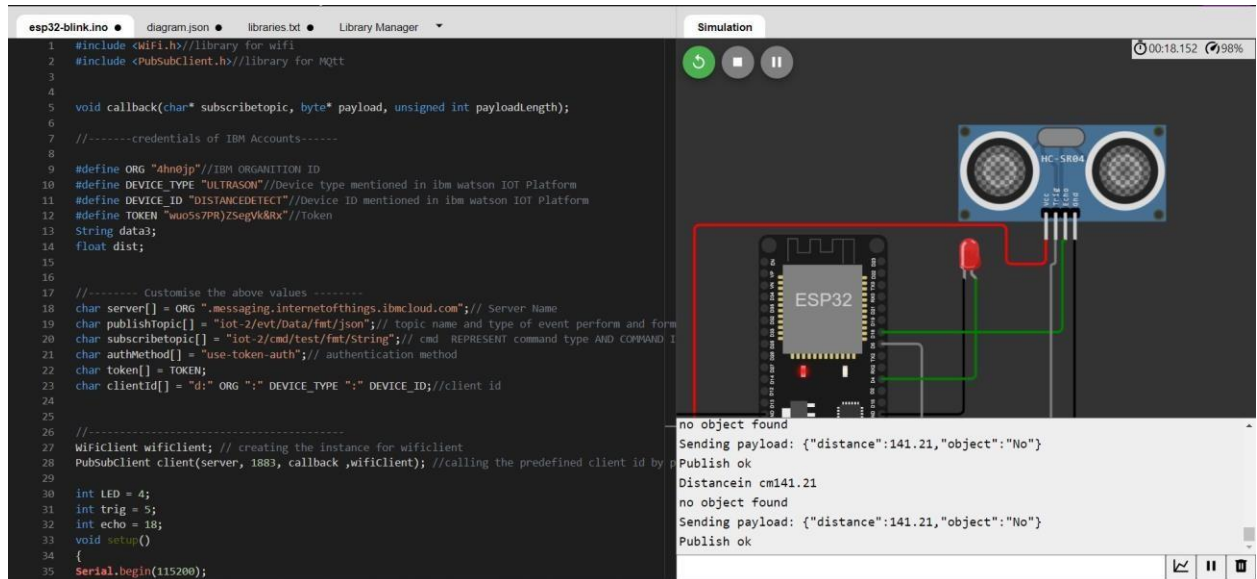 esp32-blink.ino ● diagram.json ● libraries.txt ● Library Manager
1 #include <WiFi.h>//library for wifi
2 #include <PubSubClient.h>//library for MQtt
3
4
5 void callback(char* subscribetopic, byte* payload, unsigned int payloadLength);
6
7 //-------credentials of IBM Accounts------
8
9 #define ORG "4hn0jp"//IBM ORGANITION ID
10 #define DEVICE_TYPE "ULTRASON"//Device type mentioned in ibm watson IOT Platform
11 #define DEVICE_ID "DISTANCEDETECT"//Device ID mentioned in ibm watson IOT Platform
12 #define TOKEN "wuo5s7PR)ZSegVk&Rx"//Token
13 String data3;
14 float dist;
15
16
17 //-------- Customise the above values --------
18 char server[] = ORG ".messaging.internetofthings.ibmcloud.com";// Server Name
19 char publishTopic[] = "iot-2/evt/Data/fmt/json";// topic name and type of event perform and form
20 char subscribetopic[] = "iot-2/cmd/test/fmt/String";// cmd REPRESENT command type AND COMMAND I
21 char authMethod[] = "use-token-auth";// authentication method
22 char token[] = TOKEN;
23 char clientId[] = "d:" ORG ":" DEVICE_TYPE ":" DEVICE_ID;//client id
24
25
26 //-----------------------------------------
27 WiFiClient wifiClient; // creating the instance for wificlient
28 PubSubClient client(server, 1883, callback ,wifiClient); //calling the predefined client id by p
29
30 int LED = 4;
31 int trig = 5;
32 int echo = 18;
33 void setup()
34 {
35 Serial.begin(115200);
Simulation
00:18.152 98%
HC-SR04
Vcc Trig Echo Gnd
ESP32
no object found
Sending payload: {"distance":141.21,"object":"No"}
Publish ok
Distancein cm141.21
no object found
Sending payload: {"distance":141.21,"object":"No"}
Publish ok